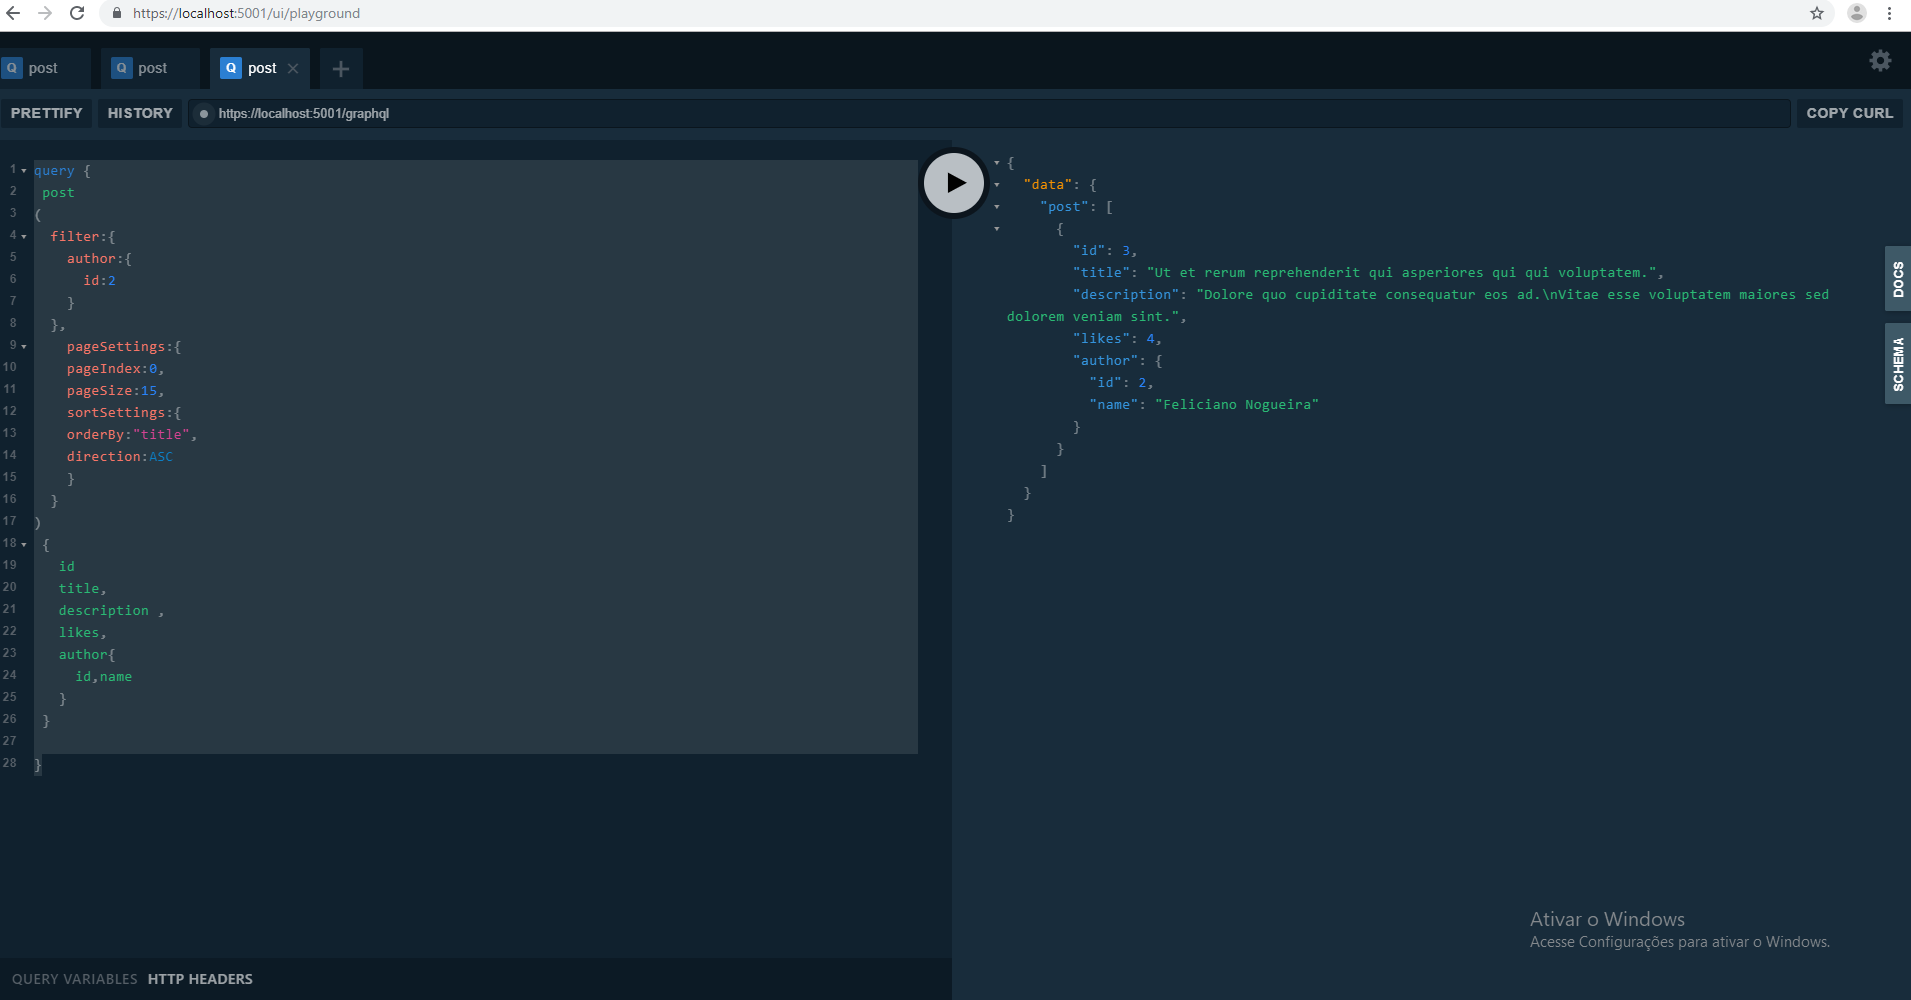 https://localhost:5001/ui/playground
Q post
Q post
Q post ×
+
PRETTIFY
HISTORY
https://localhost:5001/graphql
COPY CURL
1 query {
2 post
3 (
4 filter:{
5 author:{
6 id:2
7 }
8 },
9 pageSettings:{
10 pageIndex:0,
11 pageSize:15,
12 sortSettings:{
13 orderBy:"title",
14 direction:ASC
15 }
16 }
17 )
18 {
19 id
20 title,
21 description ,
22 likes,
23 author{
24 id,name
25 }
26 }
27
28 }
{
"data": {
"post": [
{
"id": 3,
"title": "Ut et rerum reprehenderit qui asperiores qui qui voluptatem.",
"description": "Dolore quo cupiditate consequatur eos ad.\nVitae esse voluptatem maiores sed
dolorem veniam sint.",
"likes": 4,
"author": {
"id": 2,
"name": "Feliciano Nogueira"
}
}
]
}
}
DOCS
SCHEMA
Ativar o Windows
Acesse Configurações para ativar o Windows.
QUERY VARIABLES
HTTP HEADERS